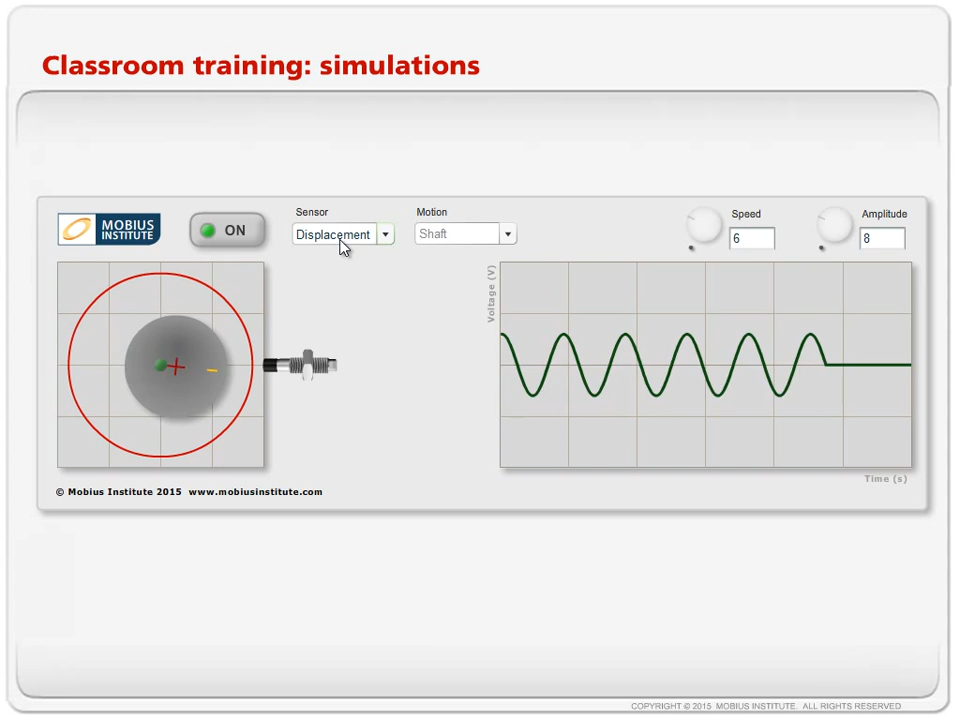 Classroom training: simulations
MOBIUS
INSTITUTE
ON
Sensor
Displacement
Motion
Shaft
Speed
6
Amplitude
8
Voltage (V)
Time (s)
© Mobius Institute 2015 www.mobiusinstitute.com
COPYRIGHT © 2015 MOBIUS INSTITUTE. ALL RIGHTS RESERVED